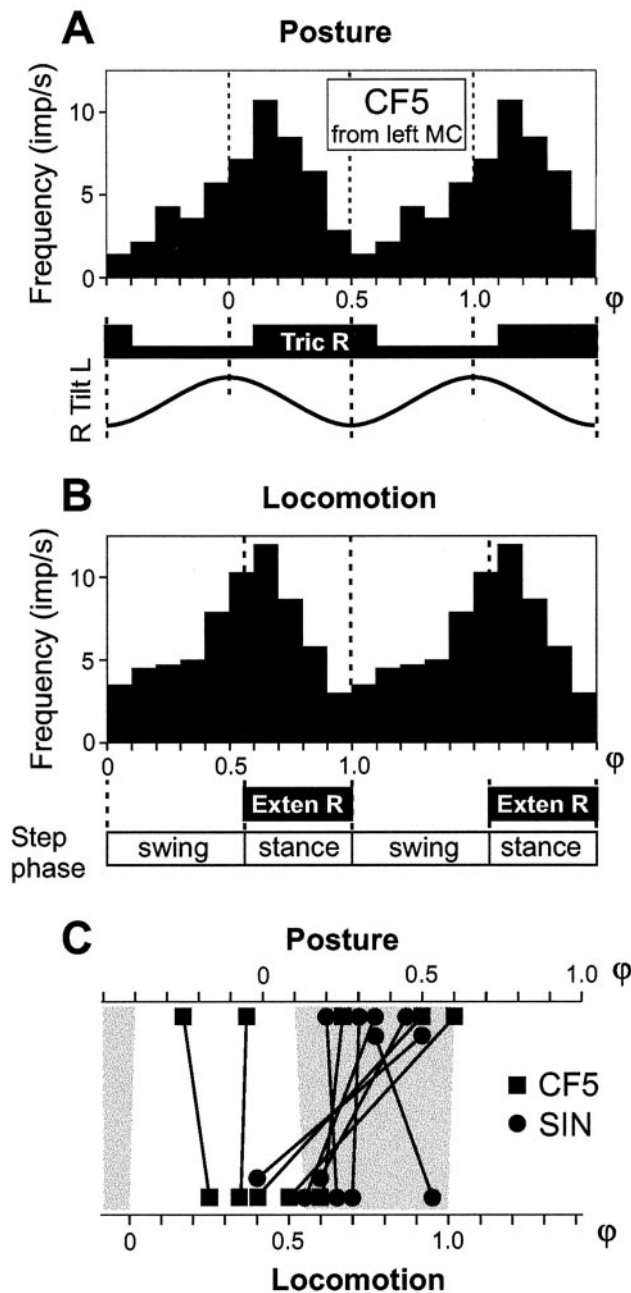 A
Posture
Frequency (imp/s)
10
5
0
CF5
from left MC
0 0.5 1.0 φ
Tric R
R Tilt L
B
Locomotion
Frequency (imp/s)
10
5
0
0 0.5 1.0 φ
Exten R Exten R
Step phase
swing stance swing stance
C
Posture
0 0.5 1.0 φ
CF5
SIN
0 0.5 1.0 φ
Locomotion